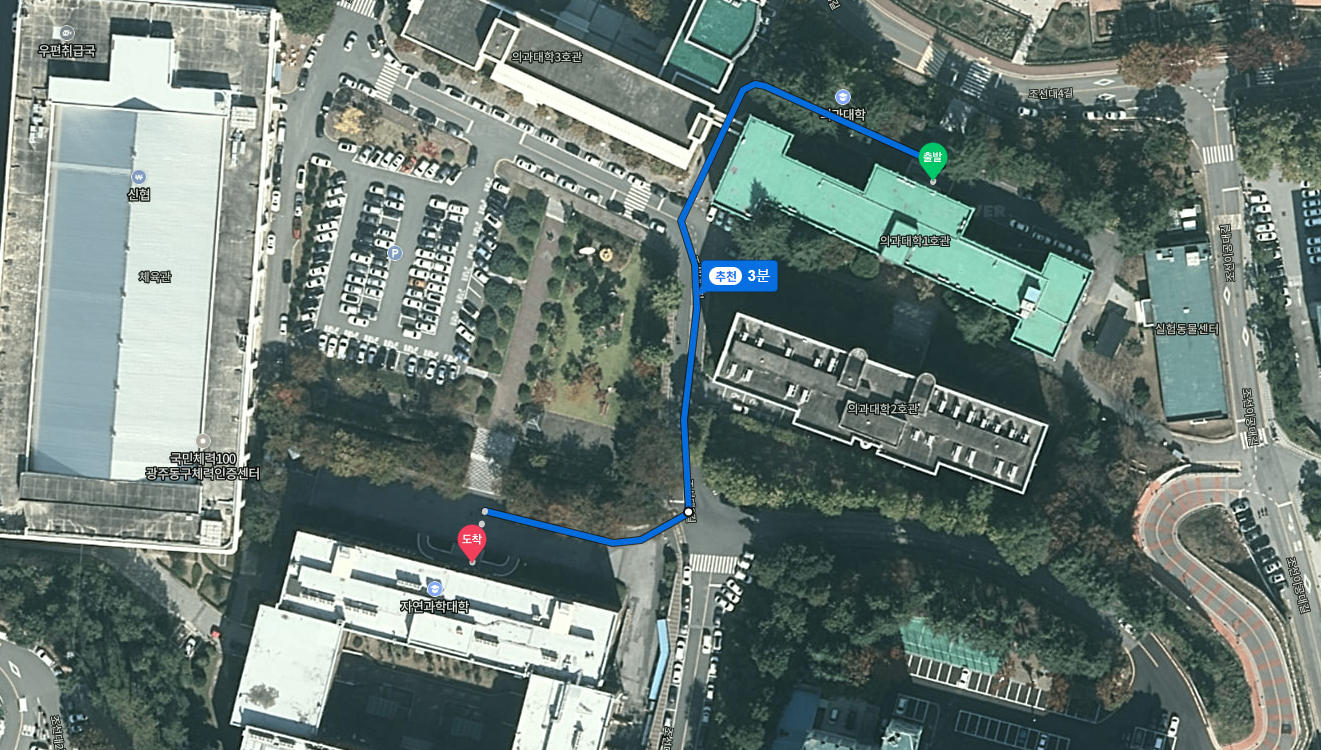 우편취급국
의과대학3호관
조선대4길
의과대학
출발
신협
P
의과대학1호관
체육관
추천 3분
실험동물센터
의과대학2호관
국민체력100
광주동구체력인증센터
도착
자연과학대학